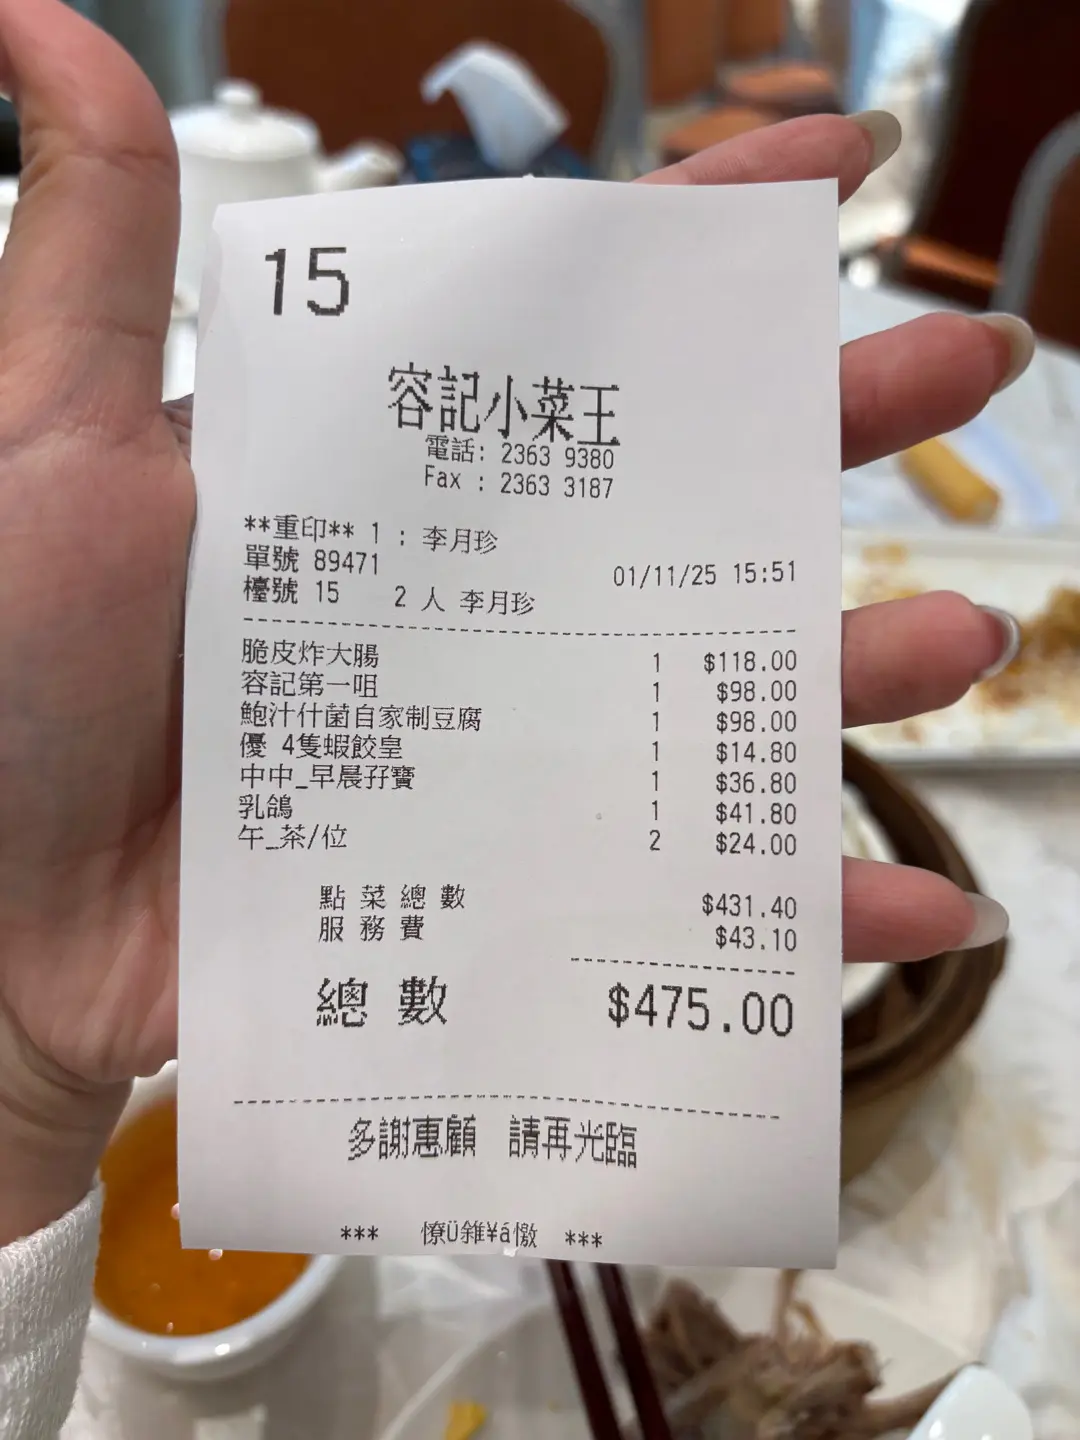 15
容記小菜王
電話: 2363 9380
Fax : 2363 3187
**重印** 1 : 李月珍
單號 89471 01/11/25 15:51
檯號 15 2 人 李月珍
脆皮炸大腸 1 $118.00
容記第一咀 1 $98.00
鮑汁什菌自家制豆腐 1 $98.00
優 4隻蝦餃皇 1 $14.80
中中_早晨孖寶 1 $36.80
乳鴿 1 $41.80
午_茶/位 2 $24.00
點菜總數 $431.40
服務費 $43.10
總數 $475.00
多謝惠顧 請再光臨
*** 憭Ü雜¥á憿 ***